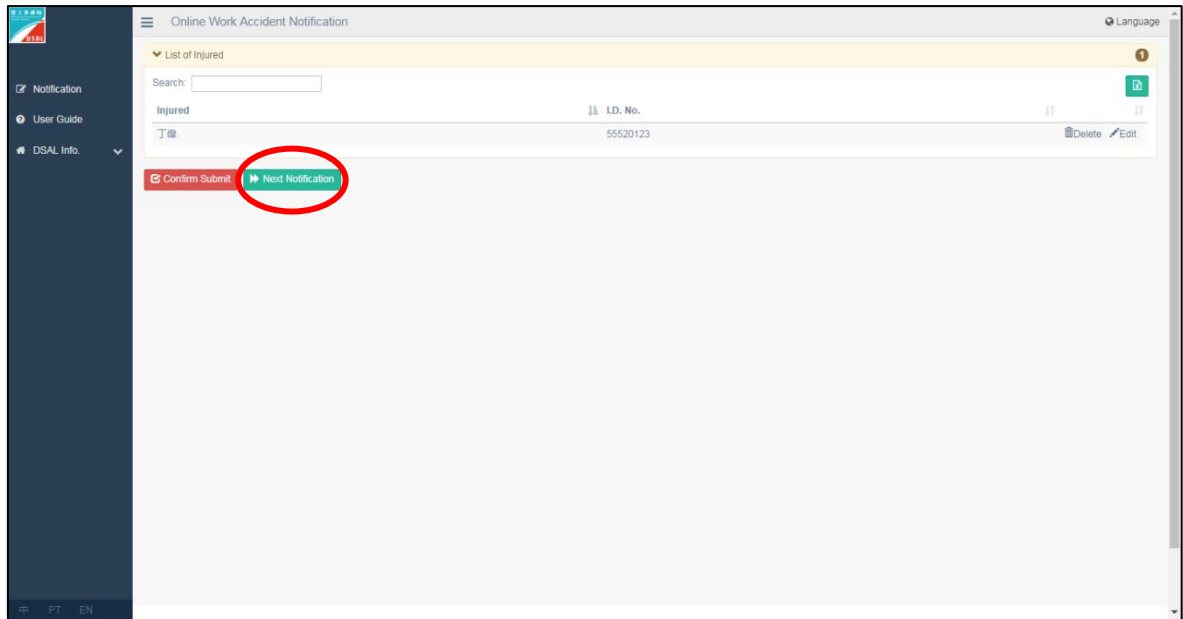 DSAL
Online Work Accident Notification
Language
Notification
User Guide
DSAL Info.
List of Injured
1
Search:
Injured
I.D. No.
丁偉
55520123
Delete
Edit
Confirm Submit
Next Notification
中 PT EN